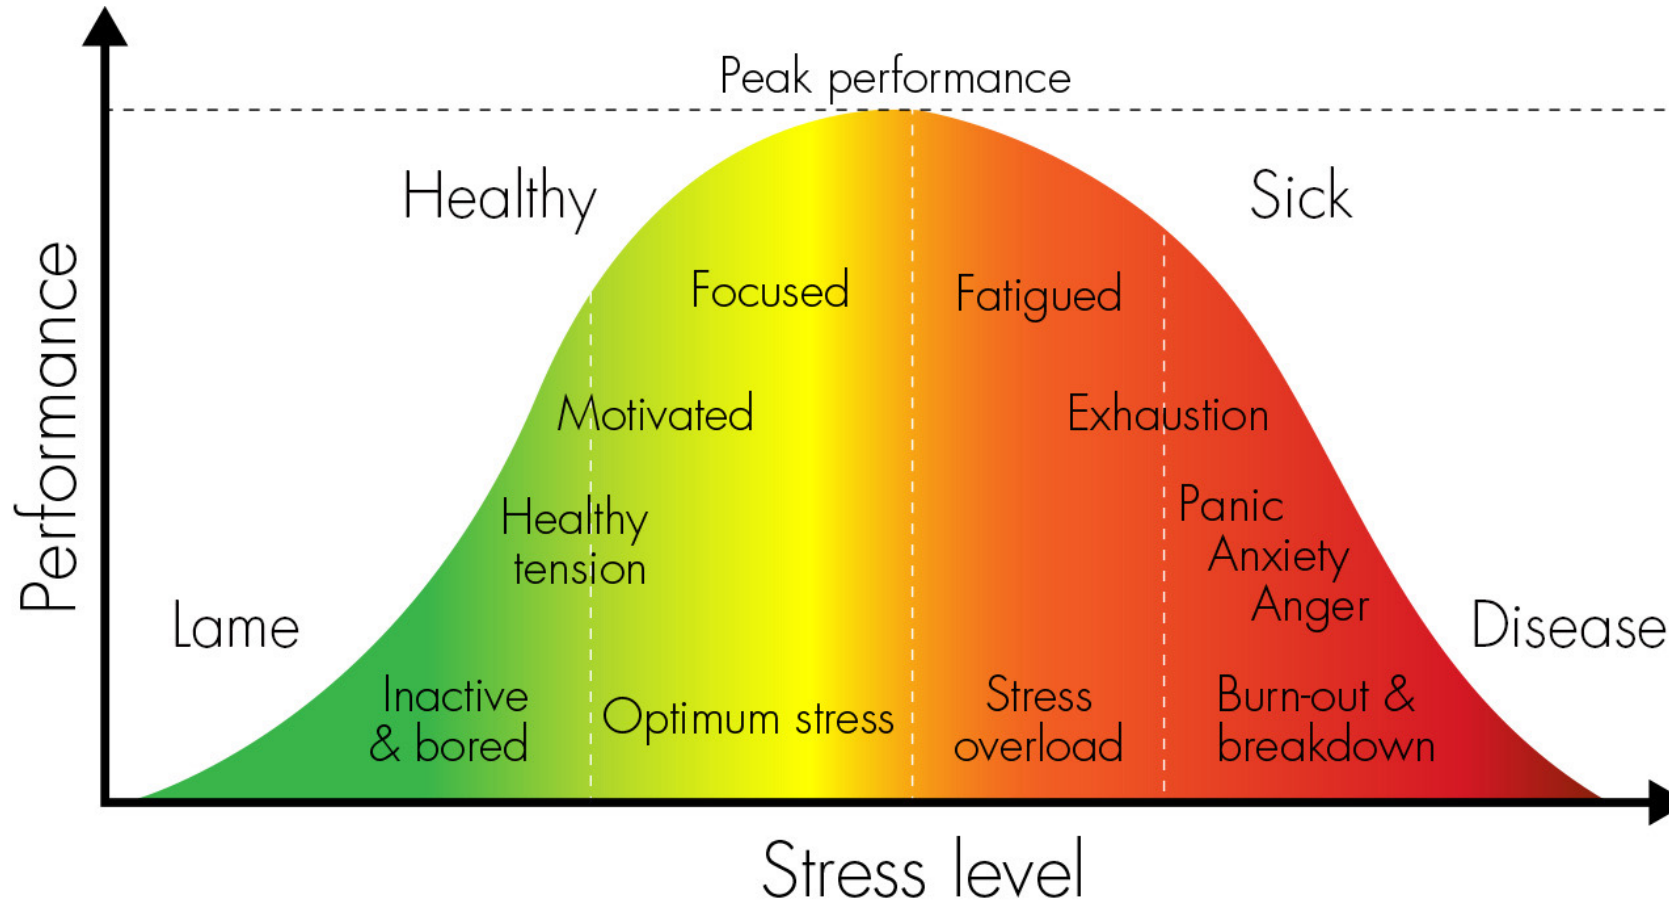 Peak performance
Healthy
Sick
Focused
Fatigued
Motivated
Exhaustion
Healthy
tension
Panic
Anxiety
Anger
Lame
Disease
Inactive
& bored
Optimum stress
Stress
overload
Burn-out &
breakdown
Performance
Stress level